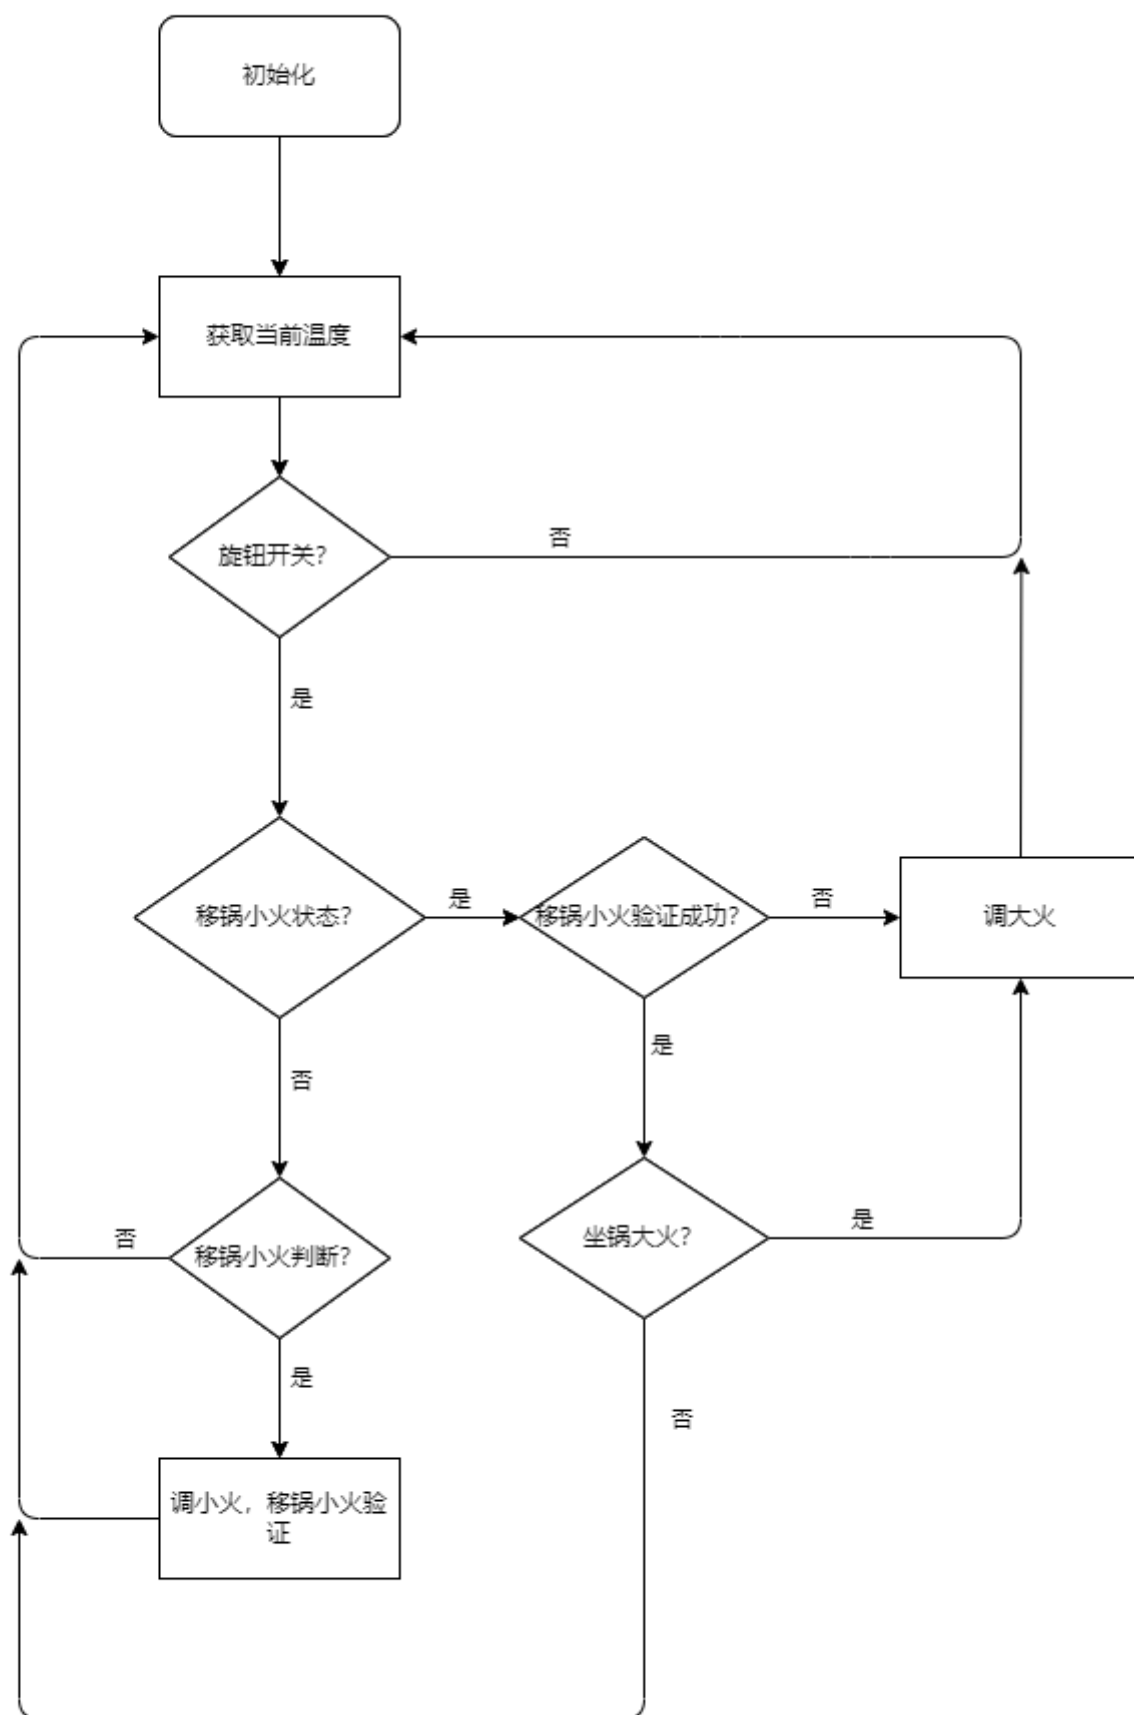 初始化
获取当前温度
旋钮开关?
否
是
移锅小火状态?
是
移锅小火验证成功?
否
调大火
是
否
坐锅大火?
是
否
移锅小火判断?
是
否
调小火，移锅小火验
证